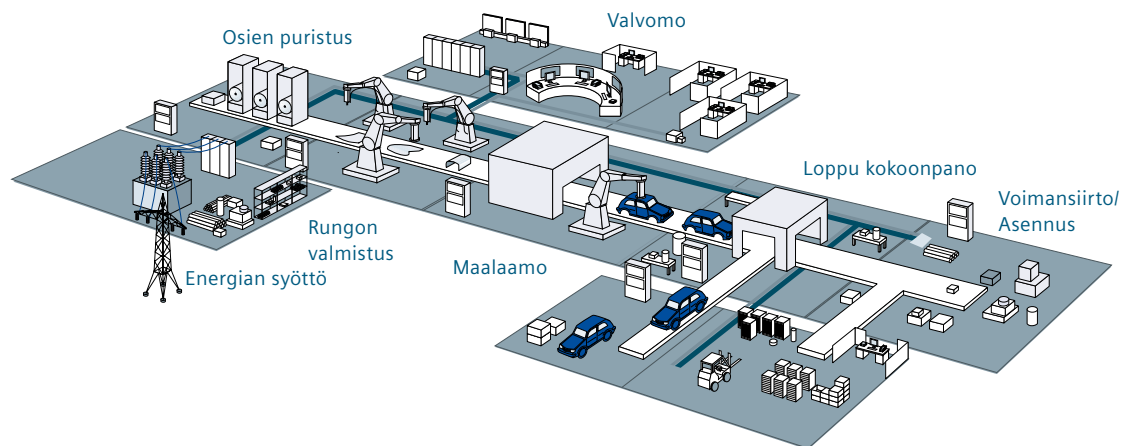 Valvomo
Osien puristus
Loppu kokoonpano
Voimansiirto/
Asennus
Rungon
valmistus
Maalaamo
Energian syöttö